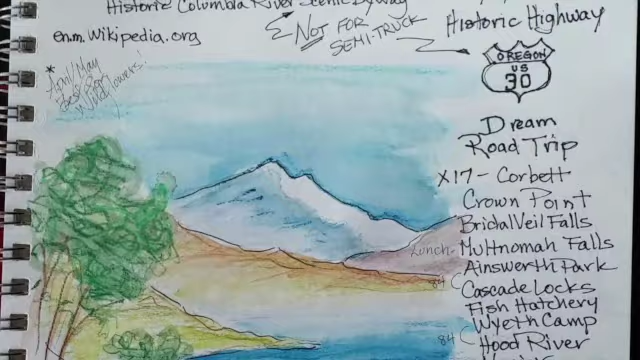 Historic Columbia River Scenic Byway
en.m.wikipedia.org
NOT FOR
SEMI-TRUCK
Historic Highway
OREGON
US
30
* April/May
Best for
Wildflowers!
Dream
Road Trip
X17 - Corbett
Crown Point
Bridal Veil Falls
Lunch - Multnomah Falls
Ainsworth Park
84 Cascade Locks
Fish Hatchery
Wyeth Camp
84 Hood River